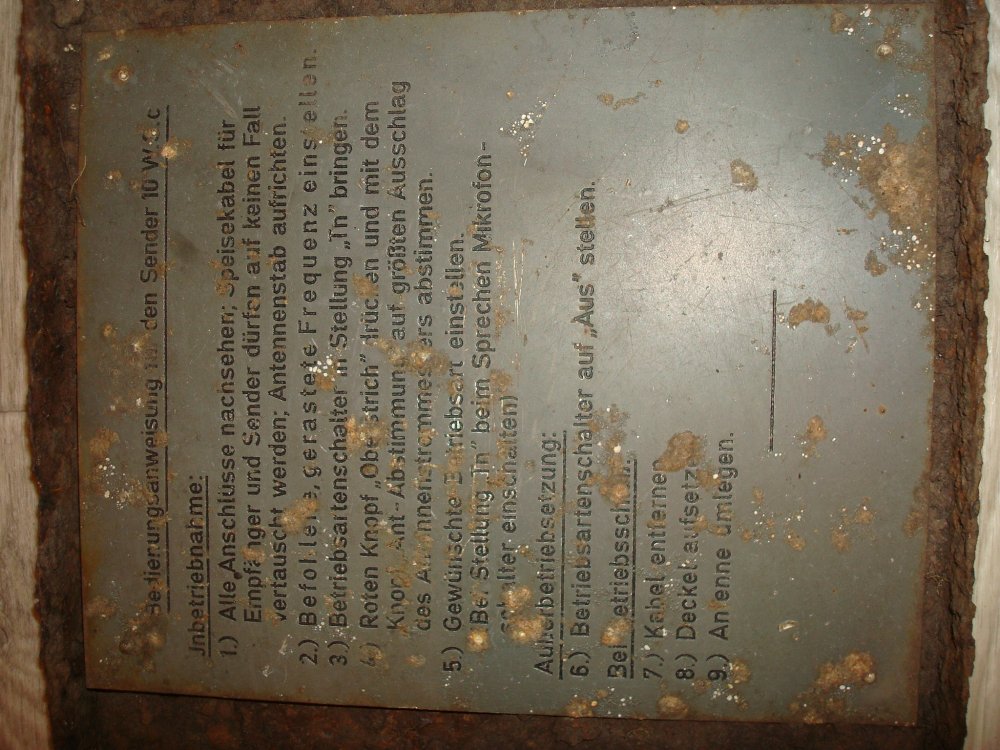 Bedienungsanweisung für den Sender 10 W.S.c
Inbetriebnahme:
1.) Alle Anschlüsse nachsehen; Speisekabel für
Empfänger und Sender dürfen auf keinen Fall
vertauscht werden; Antennenstab aufrichten.
2.) Befohlene, gerastete Frequenz einstellen.
3.) Betriebsartenschalter in Stellung „Tn" bringen.
4.) Roten Knopf „Oberstrich" drücken und mit dem
Knopf Ant-Abstimmung auf größten Ausschlag
des Antennenstrommessers abstimmen.
5.) Gewünschte Betriebsart einstellen.
Bei Stellung „Tn" beim Sprechen Mikrofon-
schalter einschalten)
Außerbetriebsetzung:
6.) Betriebsartenschalter auf „Aus" stellen.
Bei Betriebsschluß:
7.) Kabel entfernen
8.) Deckel aufsetzen
9.) Antenne umlegen.